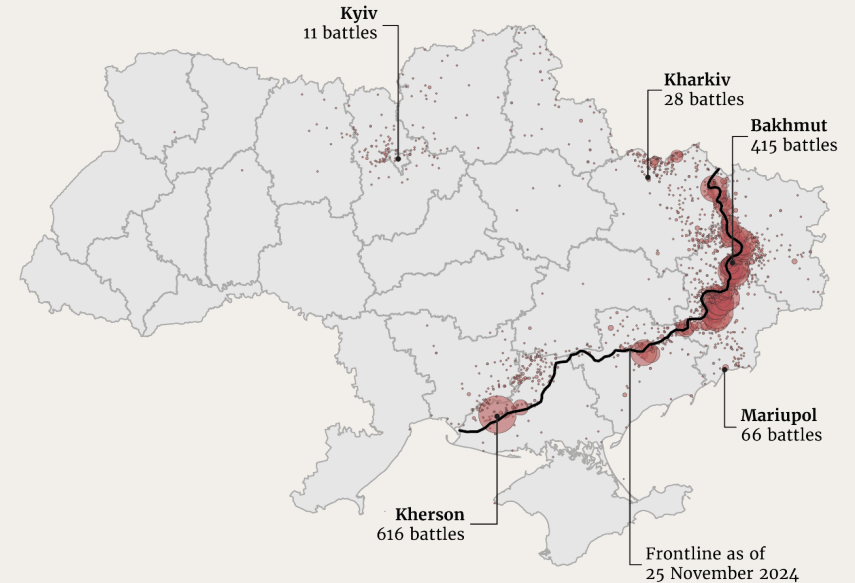 Kyiv
11 battles
Kharkiv
28 battles
Bakhmut
415 battles
Mariupol
66 battles
Kherson
616 battles
Frontline as of
25 November 2024